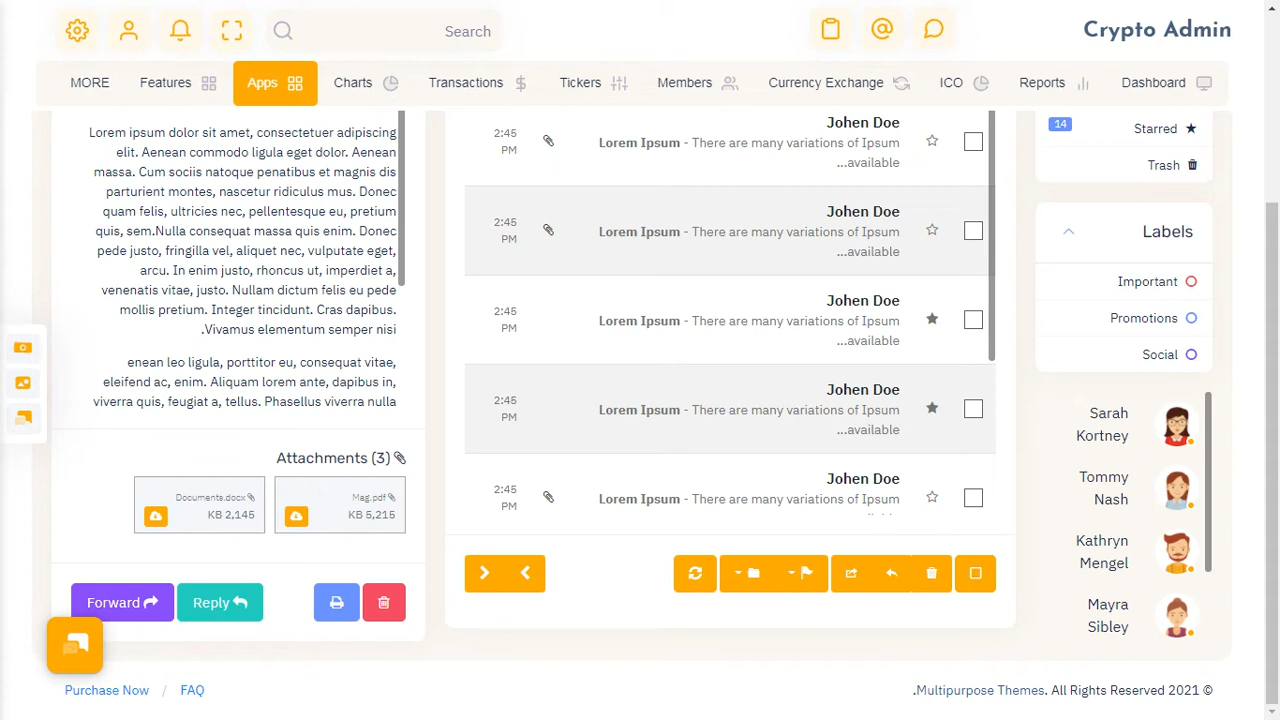 Search
Crypto Admin
MORE
Features
Apps
Charts
Transactions
Tickers
Members
Currency Exchange
ICO
Reports
Dashboard
Lorem ipsum dolor sit amet, consectetuer adipiscing
elit. Aenean commodo ligula eget dolor. Aenean
massa. Cum sociis natoque penatibus et magnis dis
parturient montes, nascetur ridiculus mus. Donec
quam felis, ultricies nec, pellentesque eu, pretium
quis, sem.Nulla consequat massa quis enim. Donec
pede justo, fringilla vel, aliquet nec, vulputate eget,
arcu. In enim justo, rhoncus ut, imperdiet a,
venenatis vitae, justo. Nullam dictum felis eu pede
mollis pretium. Integer tincidunt. Cras dapibus.
.Vivamus elementum semper nisi
enean leo ligula, porttitor eu, consequat vitae,
eleifend ac, enim. Aliquam lorem ante, dapibus in,
viverra quis, feugiat a, tellus. Phasellus viverra nulla
Attachments (3)
Documents.docx
KB 2,145
Mag.pdf
KB 5,215
Forward
Reply
2:45
PM
Johen Doe
Lorem Ipsum - There are many variations of Ipsum
...available
2:45
PM
Johen Doe
Lorem Ipsum - There are many variations of Ipsum
...available
2:45
PM
Johen Doe
Lorem Ipsum - There are many variations of Ipsum
...available
2:45
PM
Johen Doe
Lorem Ipsum - There are many variations of Ipsum
...available
2:45
PM
Johen Doe
Lorem Ipsum - There are many variations of Ipsum
14
Starred
Trash
Labels
Important
Promotions
Social
Sarah
Kortney
Tommy
Nash
Kathryn
Mengel
Mayra
Sibley
Purchase Now / FAQ
.Multipurpose Themes. All Rights Reserved 2021 ©